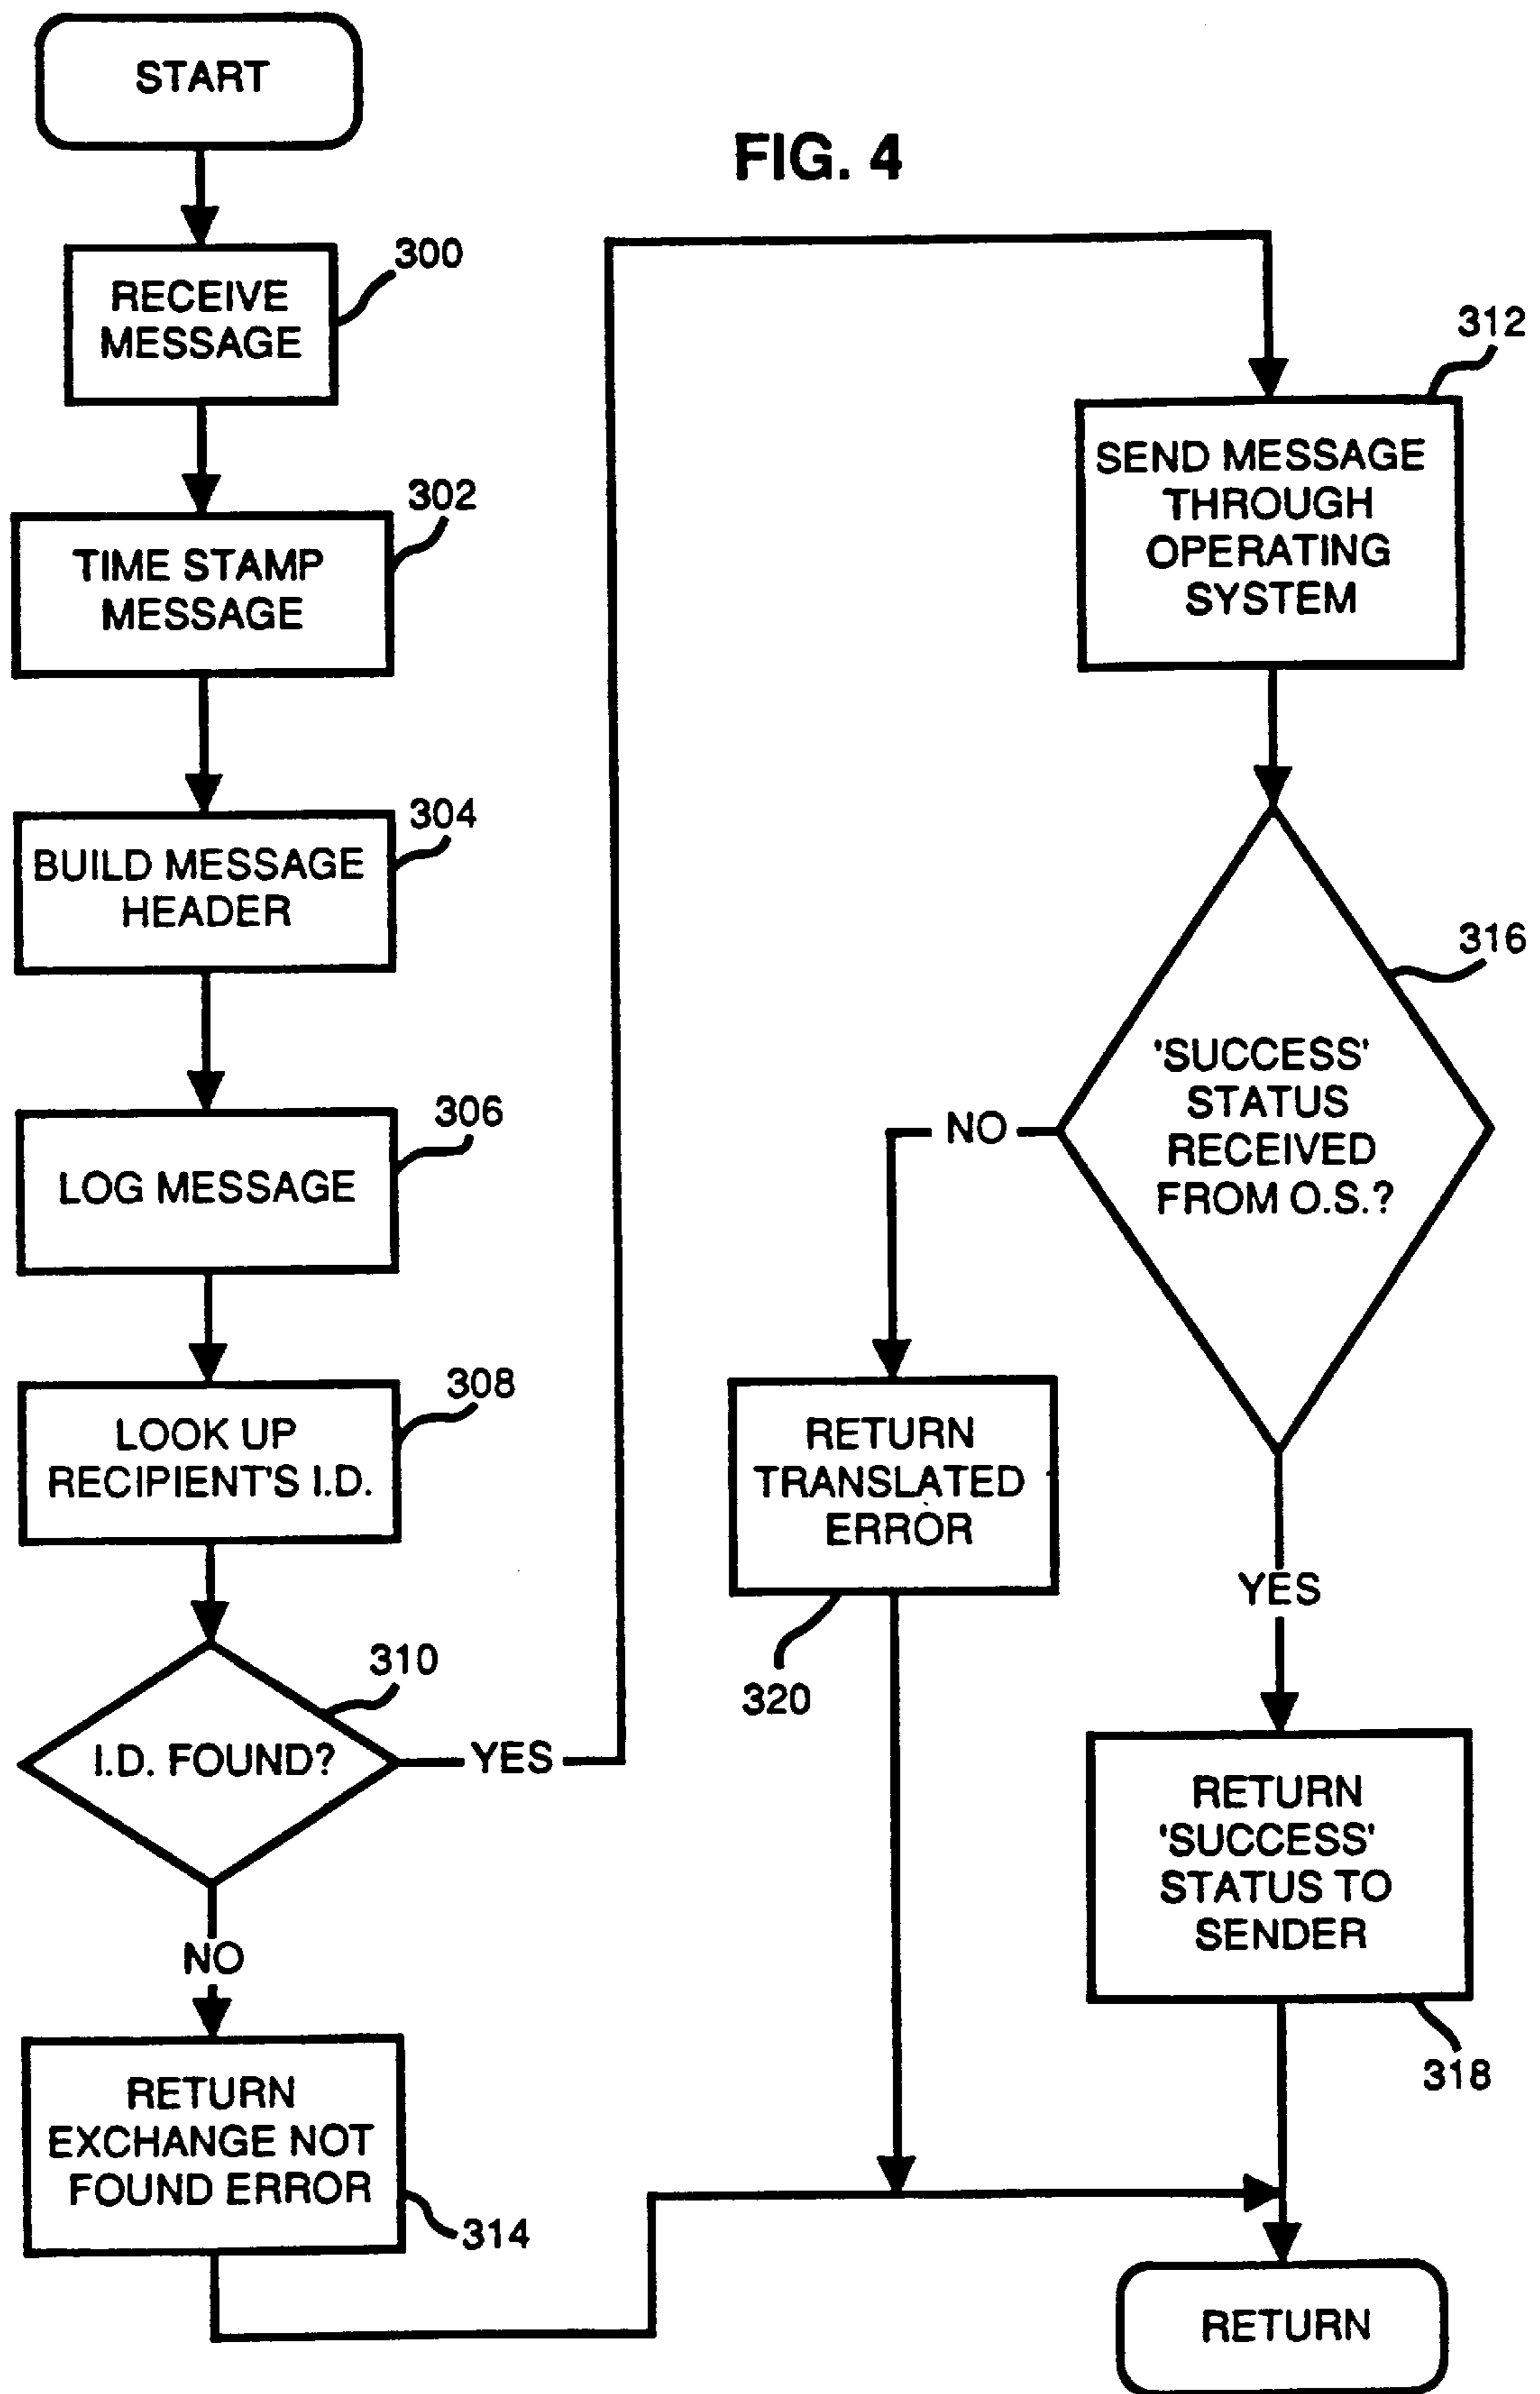 START
FIG. 4
300
RECEIVE
MESSAGE
302
TIME STAMP
MESSAGE
304
BUILD MESSAGE
HEADER
306
LOG MESSAGE
308
LOOK UP
RECIPIENT'S I.D.
310
I.D. FOUND?
YES
NO
RETURN
EXCHANGE NOT
FOUND ERROR
314
312
SEND MESSAGE
THROUGH
OPERATING
SYSTEM
316
'SUCCESS'
STATUS
RECEIVED
FROM O.S.?
NO
RETURN
TRANSLATED
ERROR
320
YES
RETURN
'SUCCESS'
STATUS TO
SENDER
318
RETURN